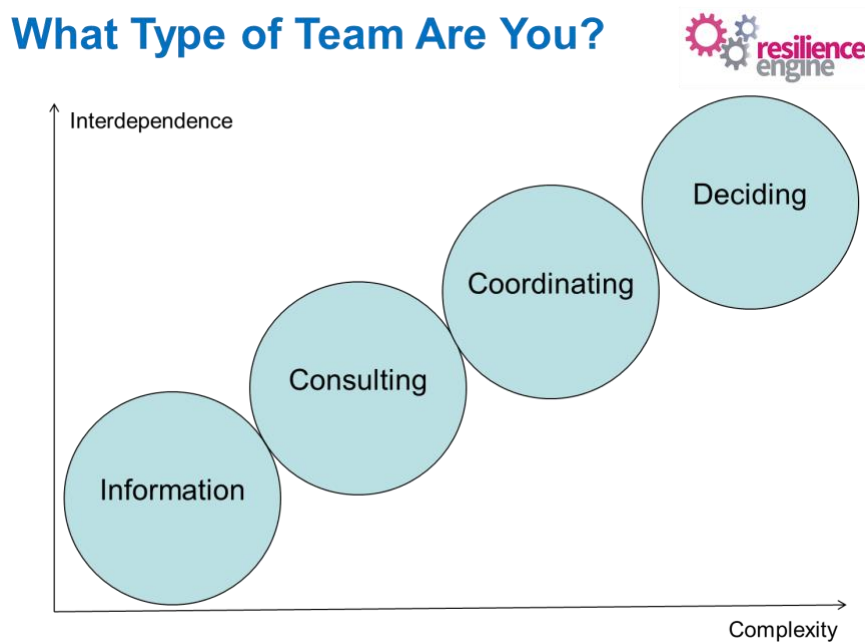 What Type of Team Are You?
resilience
engine
Interdependence
Deciding
Coordinating
Consulting
Information
Complexity